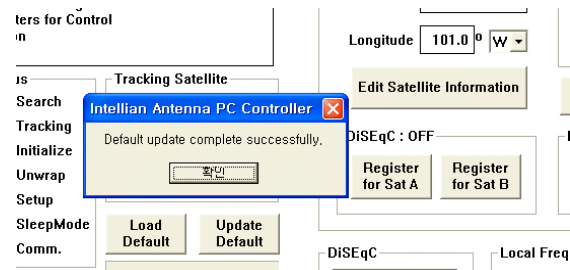 ters for Control
on
Longitude 101.0 º W
Edit Satellite Information
us
Tracking Satellite
Search
Tracking
Initialize
Unwrap
Setup
SleepMode
Comm.
Intellian Antenna PC Controller
Default update complete successfully.
확인
DiSEqC : OFF
Register
for Sat A
Register
for Sat B
Load
Default
Update
Default
DiSEqC
Local Freq